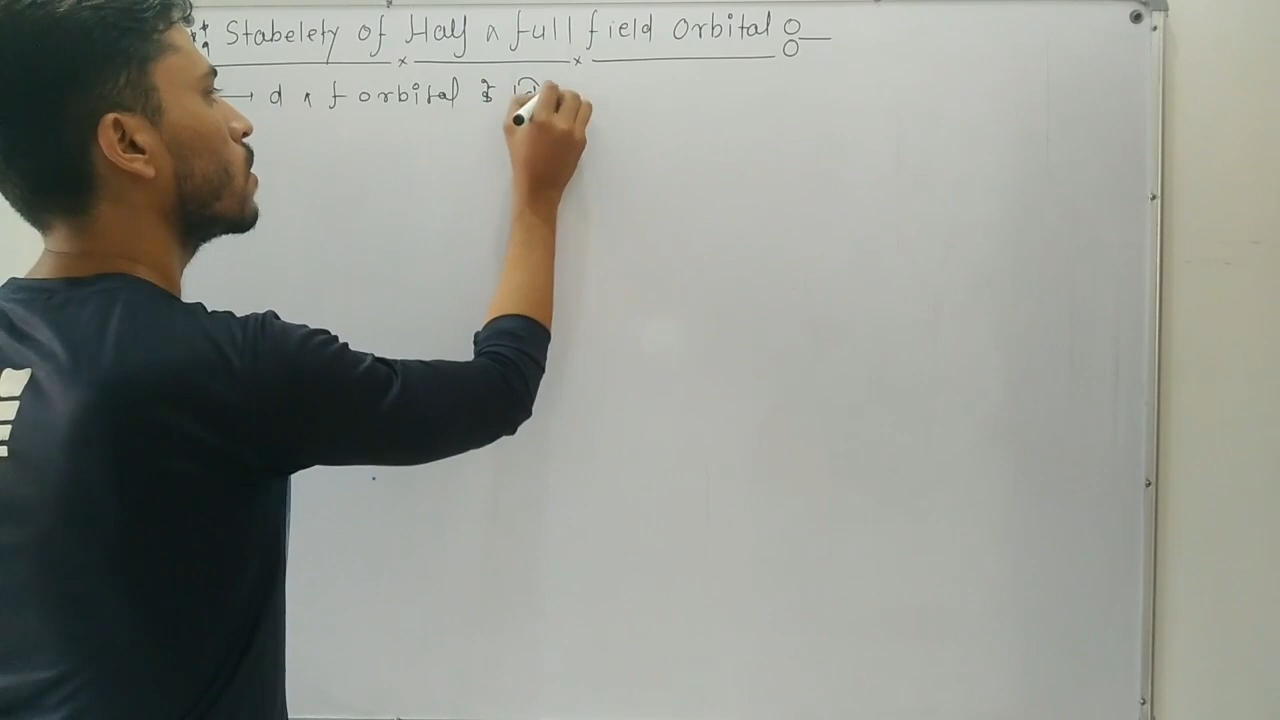 Stabelety of Half n full field Orbital
→ d n f orbital